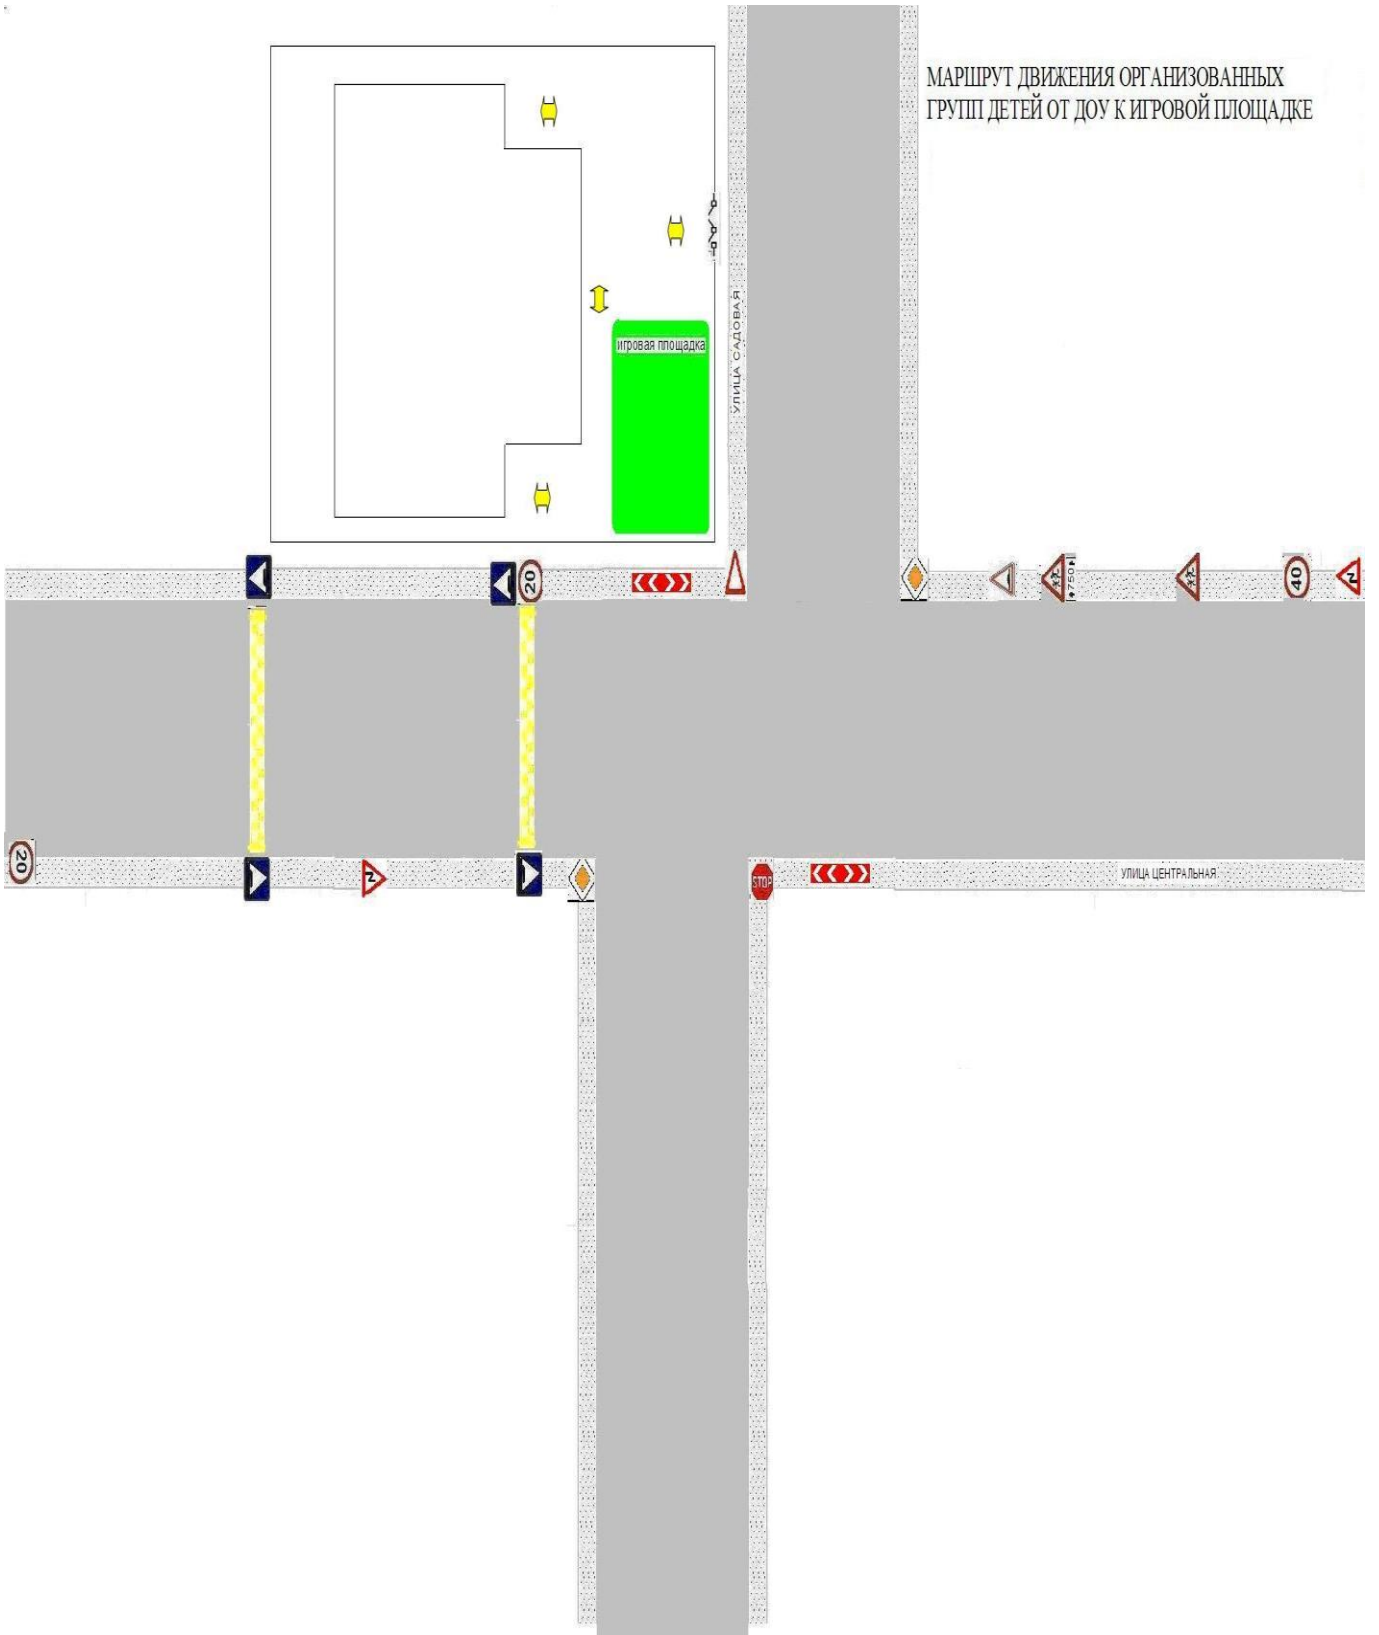 МАРШРУТ ДВИЖЕНИЯ ОРГАНИЗОВАННЫХ
ГРУПП ДЕТЕЙ ОТ ДОУ К ИГРОВОЙ ПЛОЩАДКЕ
игровая площадка
УЛИЦА САДОВАЯ
20
750
40
20
STOP
УЛИЦА ЦЕНТРАЛЬНАЯ